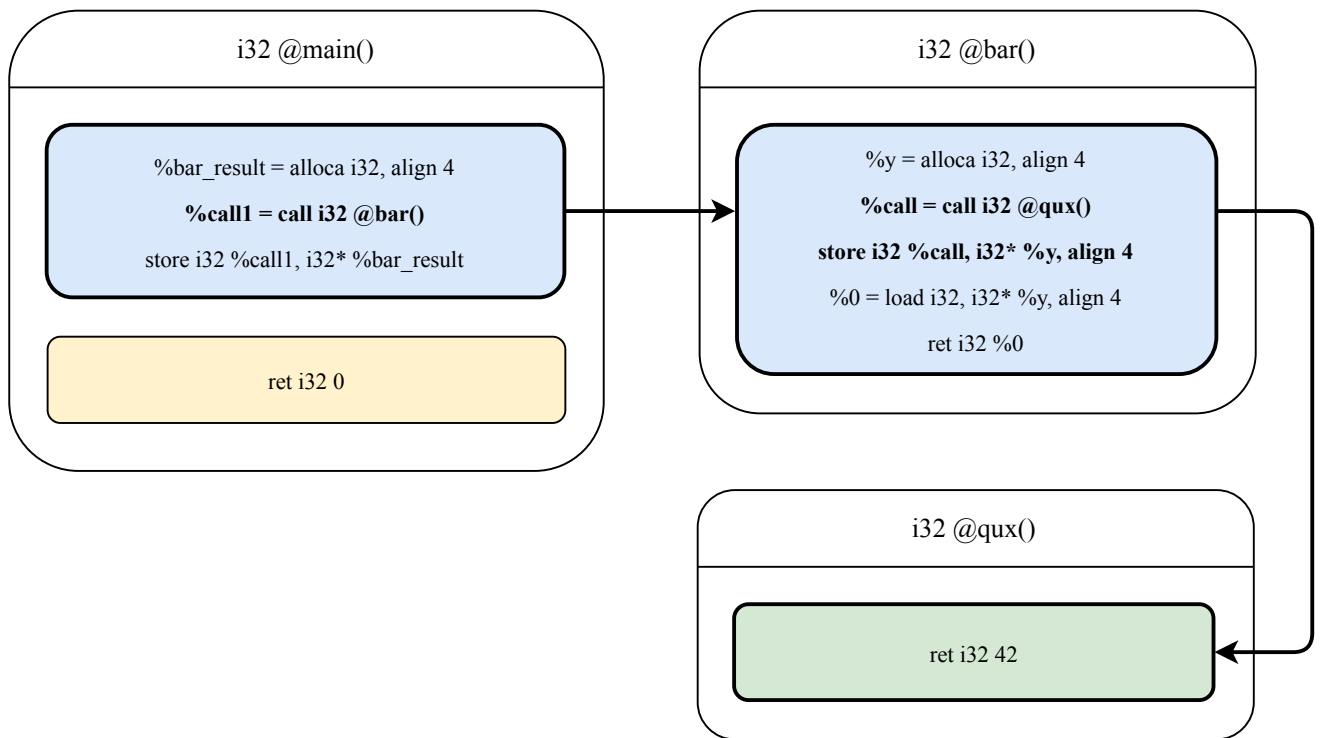 i32 @main()
%bar_result = alloca i32, align 4
%call1 = call i32 @bar()
store i32 %call1, i32* %bar_result
ret i32 0
i32 @bar()
%y = alloca i32, align 4
%call = call i32 @qux()
store i32 %call, i32* %y, align 4
%0 = load i32, i32* %y, align 4
ret i32 %0
i32 @qux()
ret i32 42